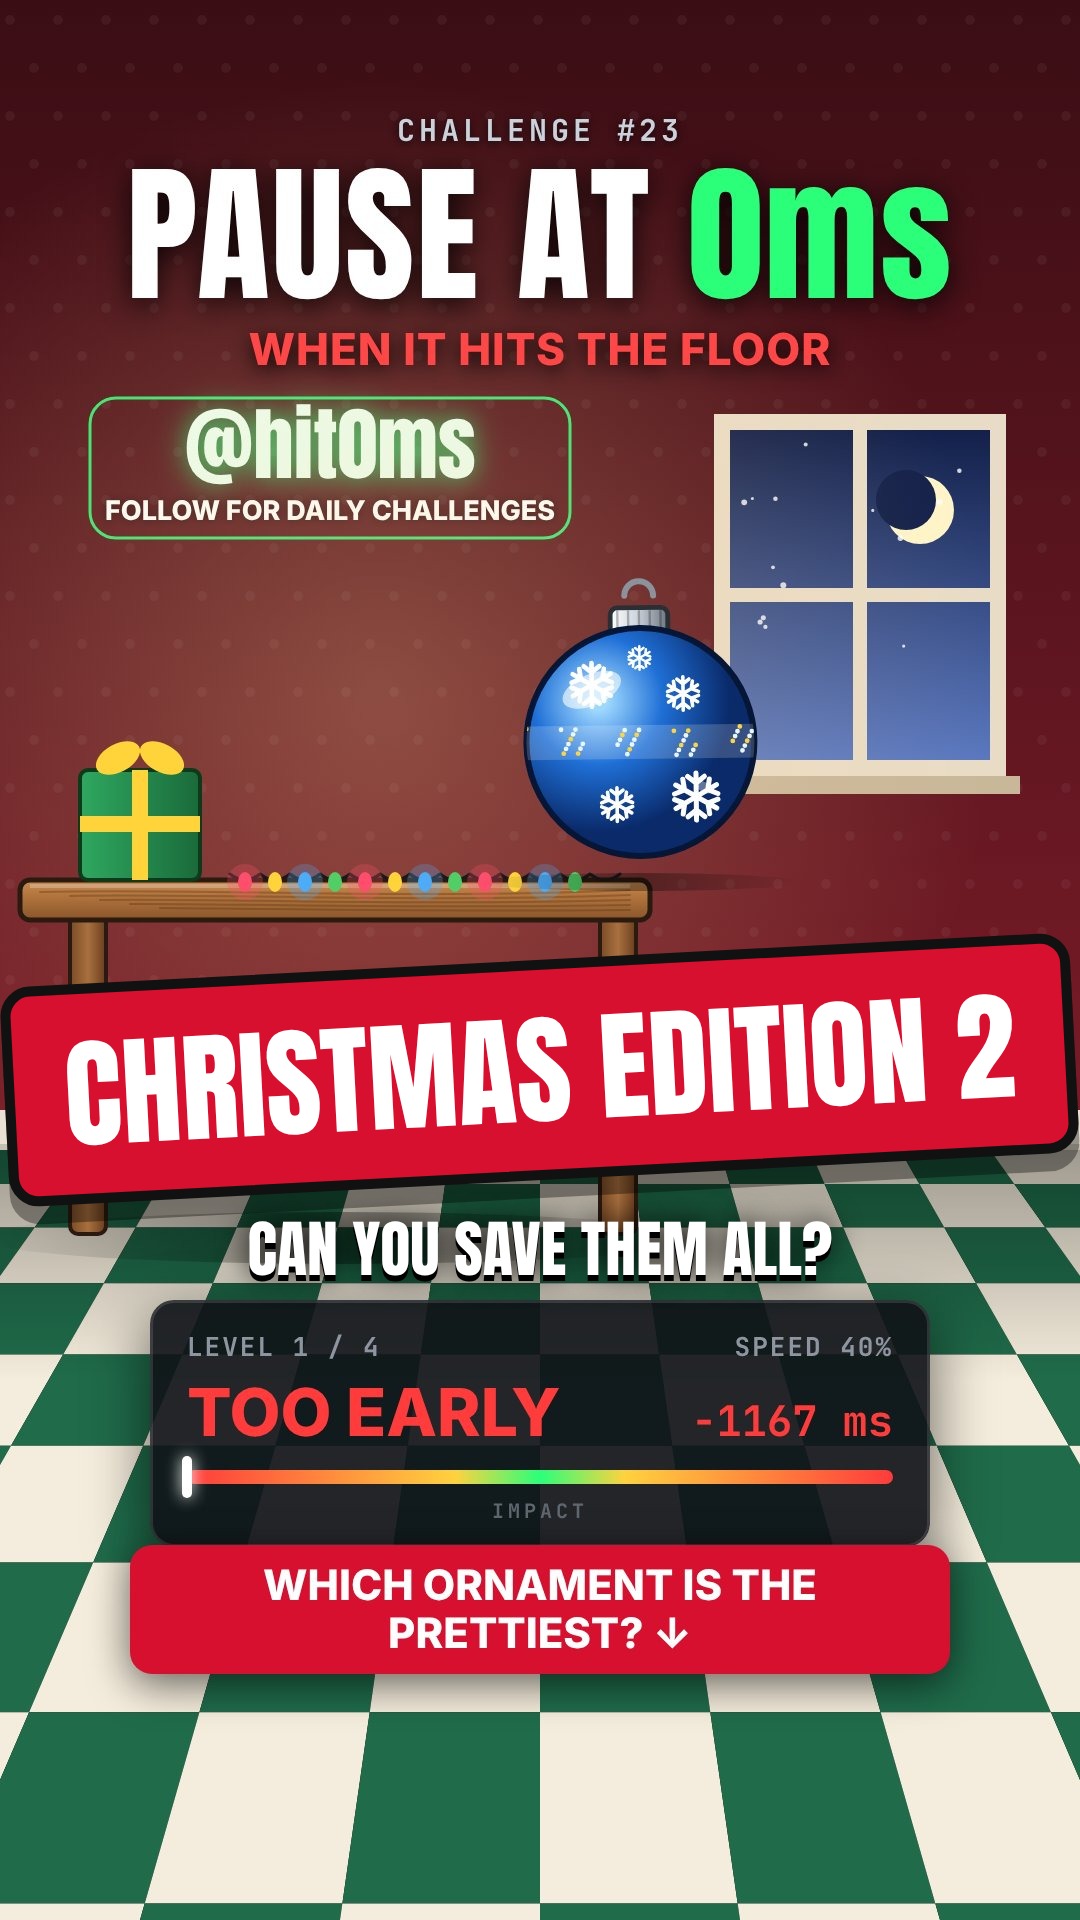 CHALLENGE #23
PAUSE AT 0ms
WHEN IT HITS THE FLOOR
@hit0ms
FOLLOW FOR DAILY CHALLENGES
CHRISTMAS EDITION 2
CAN YOU SAVE THEM ALL?
LEVEL 1 / 4
SPEED 40%
TOO EARLY
-1167 ms
IMPACT
WHICH ORNAMENT IS THE
PRETTIEST? ↓